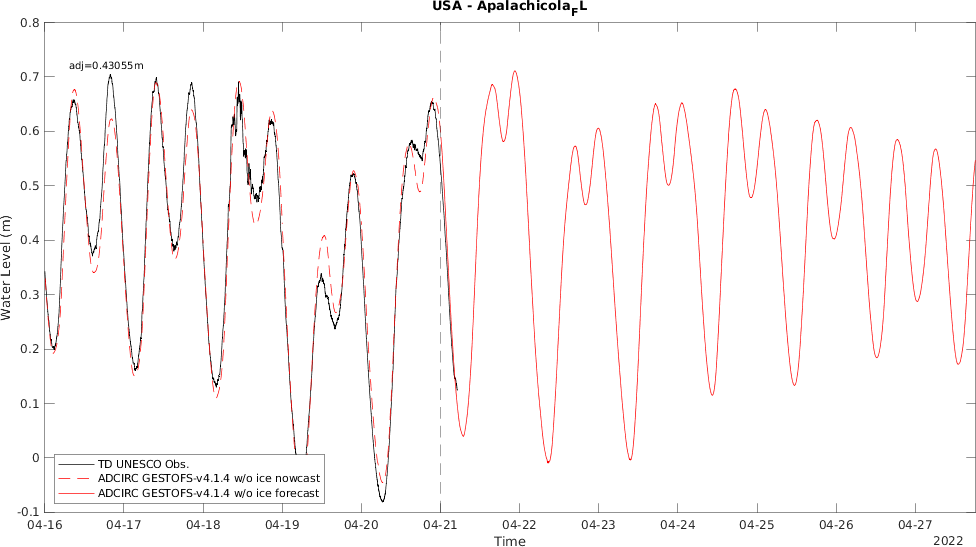 USA - Apalachicola_FL
adj=0.43055m
Water Level (m)
0.8
0.7
0.6
0.5
0.4
0.3
0.2
0.1
0
-0.1
TD UNESCO Obs.
ADCIRC GESTOFS-v4.1.4 w/o ice nowcast
ADCIRC GESTOFS-v4.1.4 w/o ice forecast
04-16 04-17 04-18 04-19 04-20 04-21 04-22 04-23 04-24 04-25 04-26 04-27
Time
2022